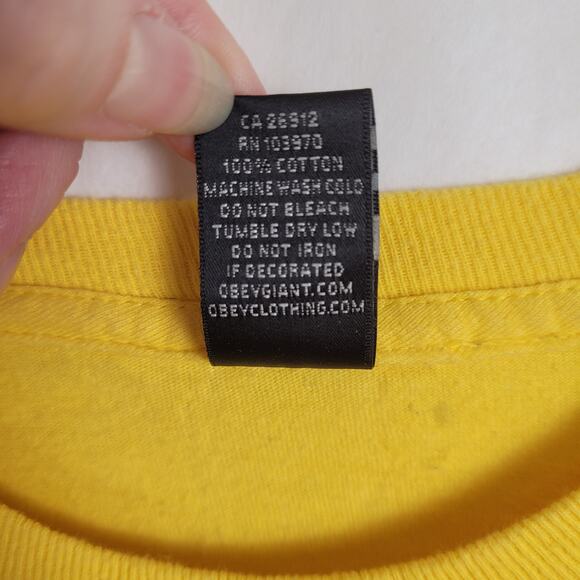 CA 26912
RN 103970
100% COTTON
MACHINE WASH COLD
DO NOT BLEACH
TUMBLE DRY LOW
DO NOT IRON
IF DECORATED
OBEYGIANT.COM
OBEYCLOTHING.COM